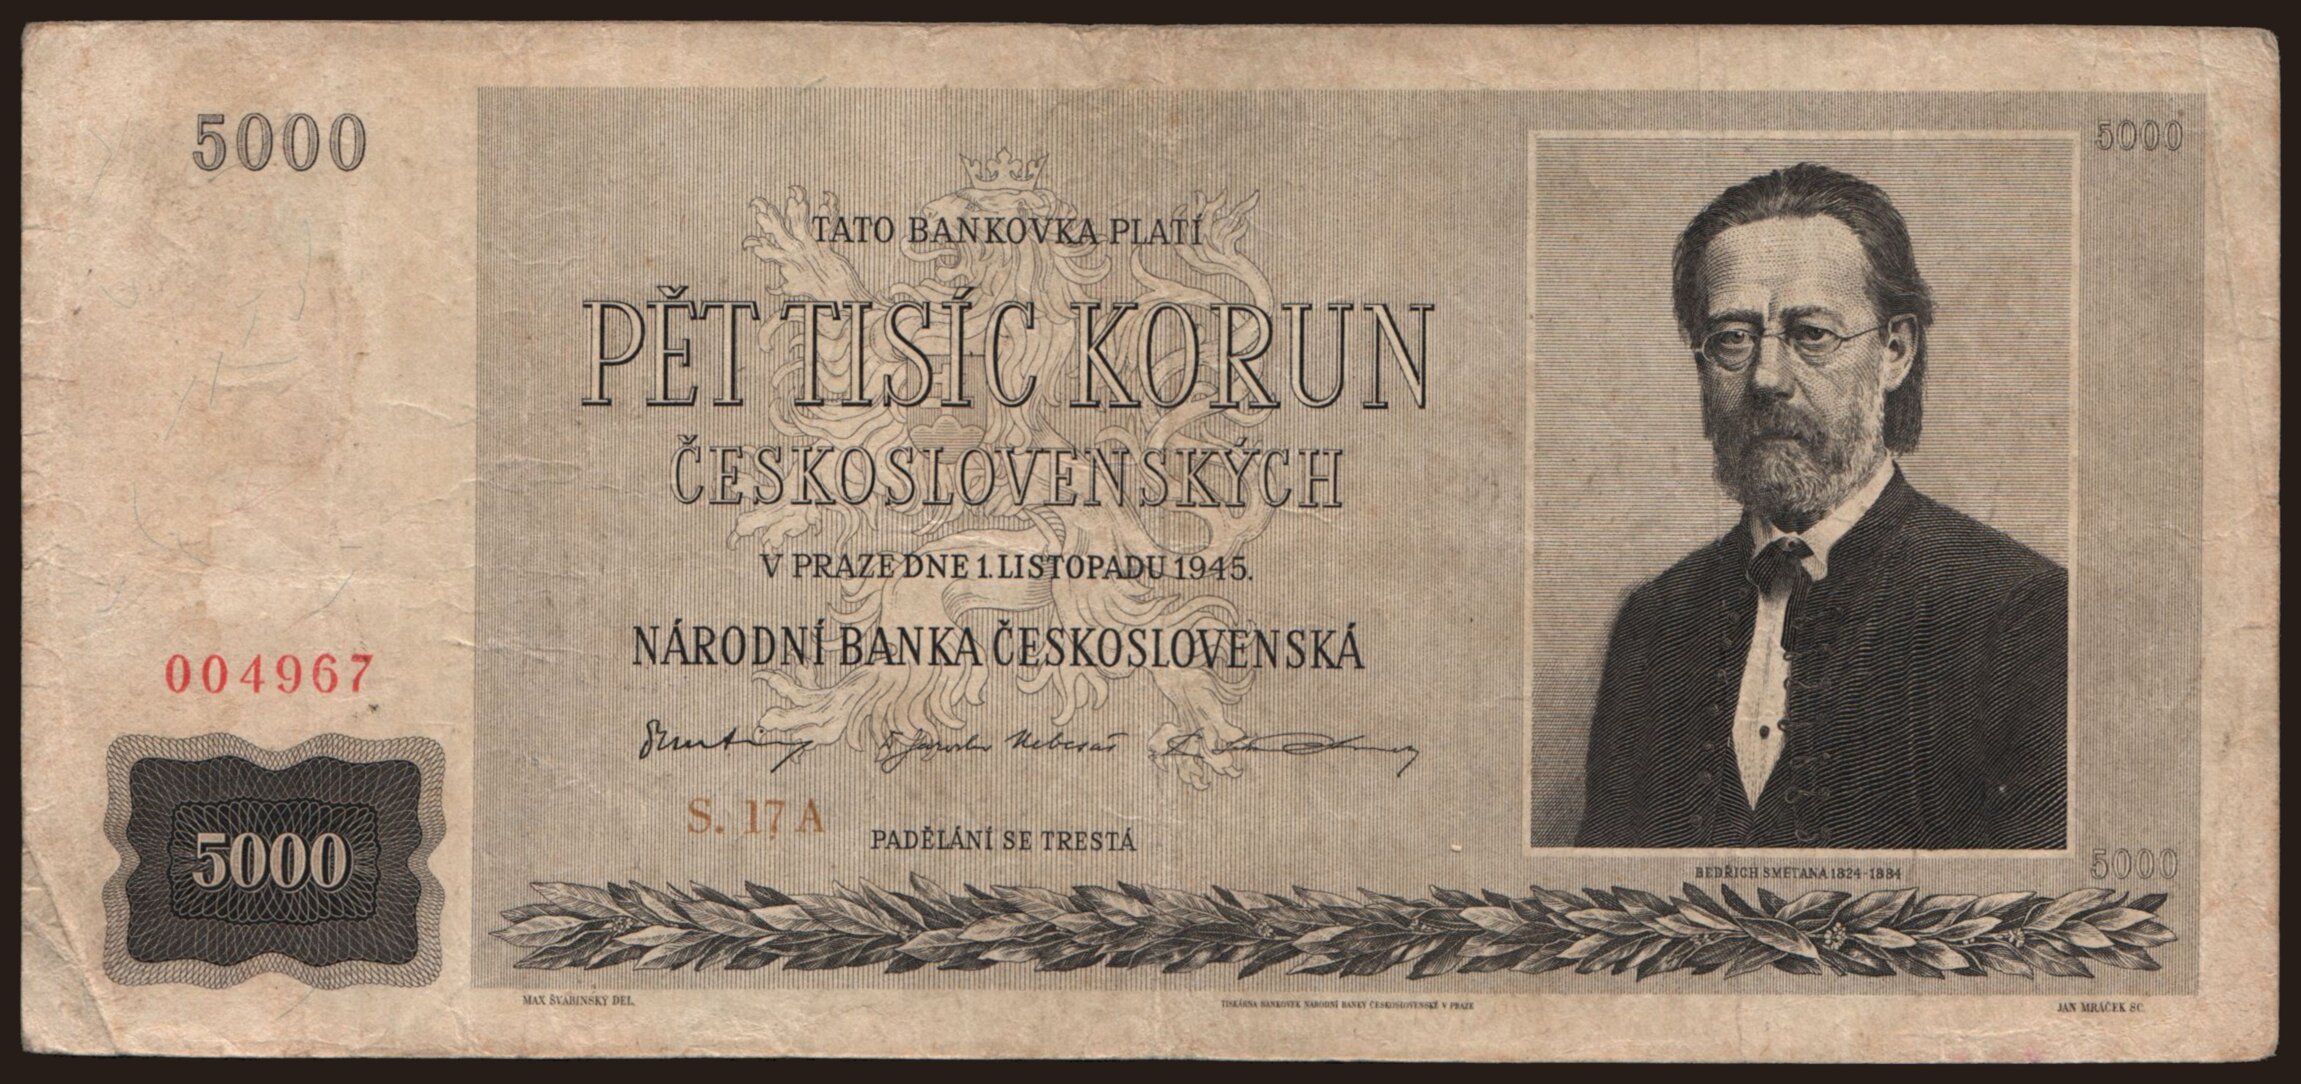 5000
5000
TATO BANKOVKA PLATÍ
PĚT TISÍC KORUN
ČESKOSLOVENSKÝCH
V PRAZE DNE 1. LISTOPADU 1945.
NÁRODNÍ BANKA ČESKOSLOVENSKÁ
004967
S. 17 A
PADĚLÁNÍ SE TRESTÁ
5000
BEDŘICH SMETANA 1824-1884
5000
MAX ŠVABINSKÝ DEL.
TISKÁRNA BANKOVEK NÁRODNÍ BANKY ČESKOSLOVENSKÉ V PRAZE
JAN MRÁČEK SC.